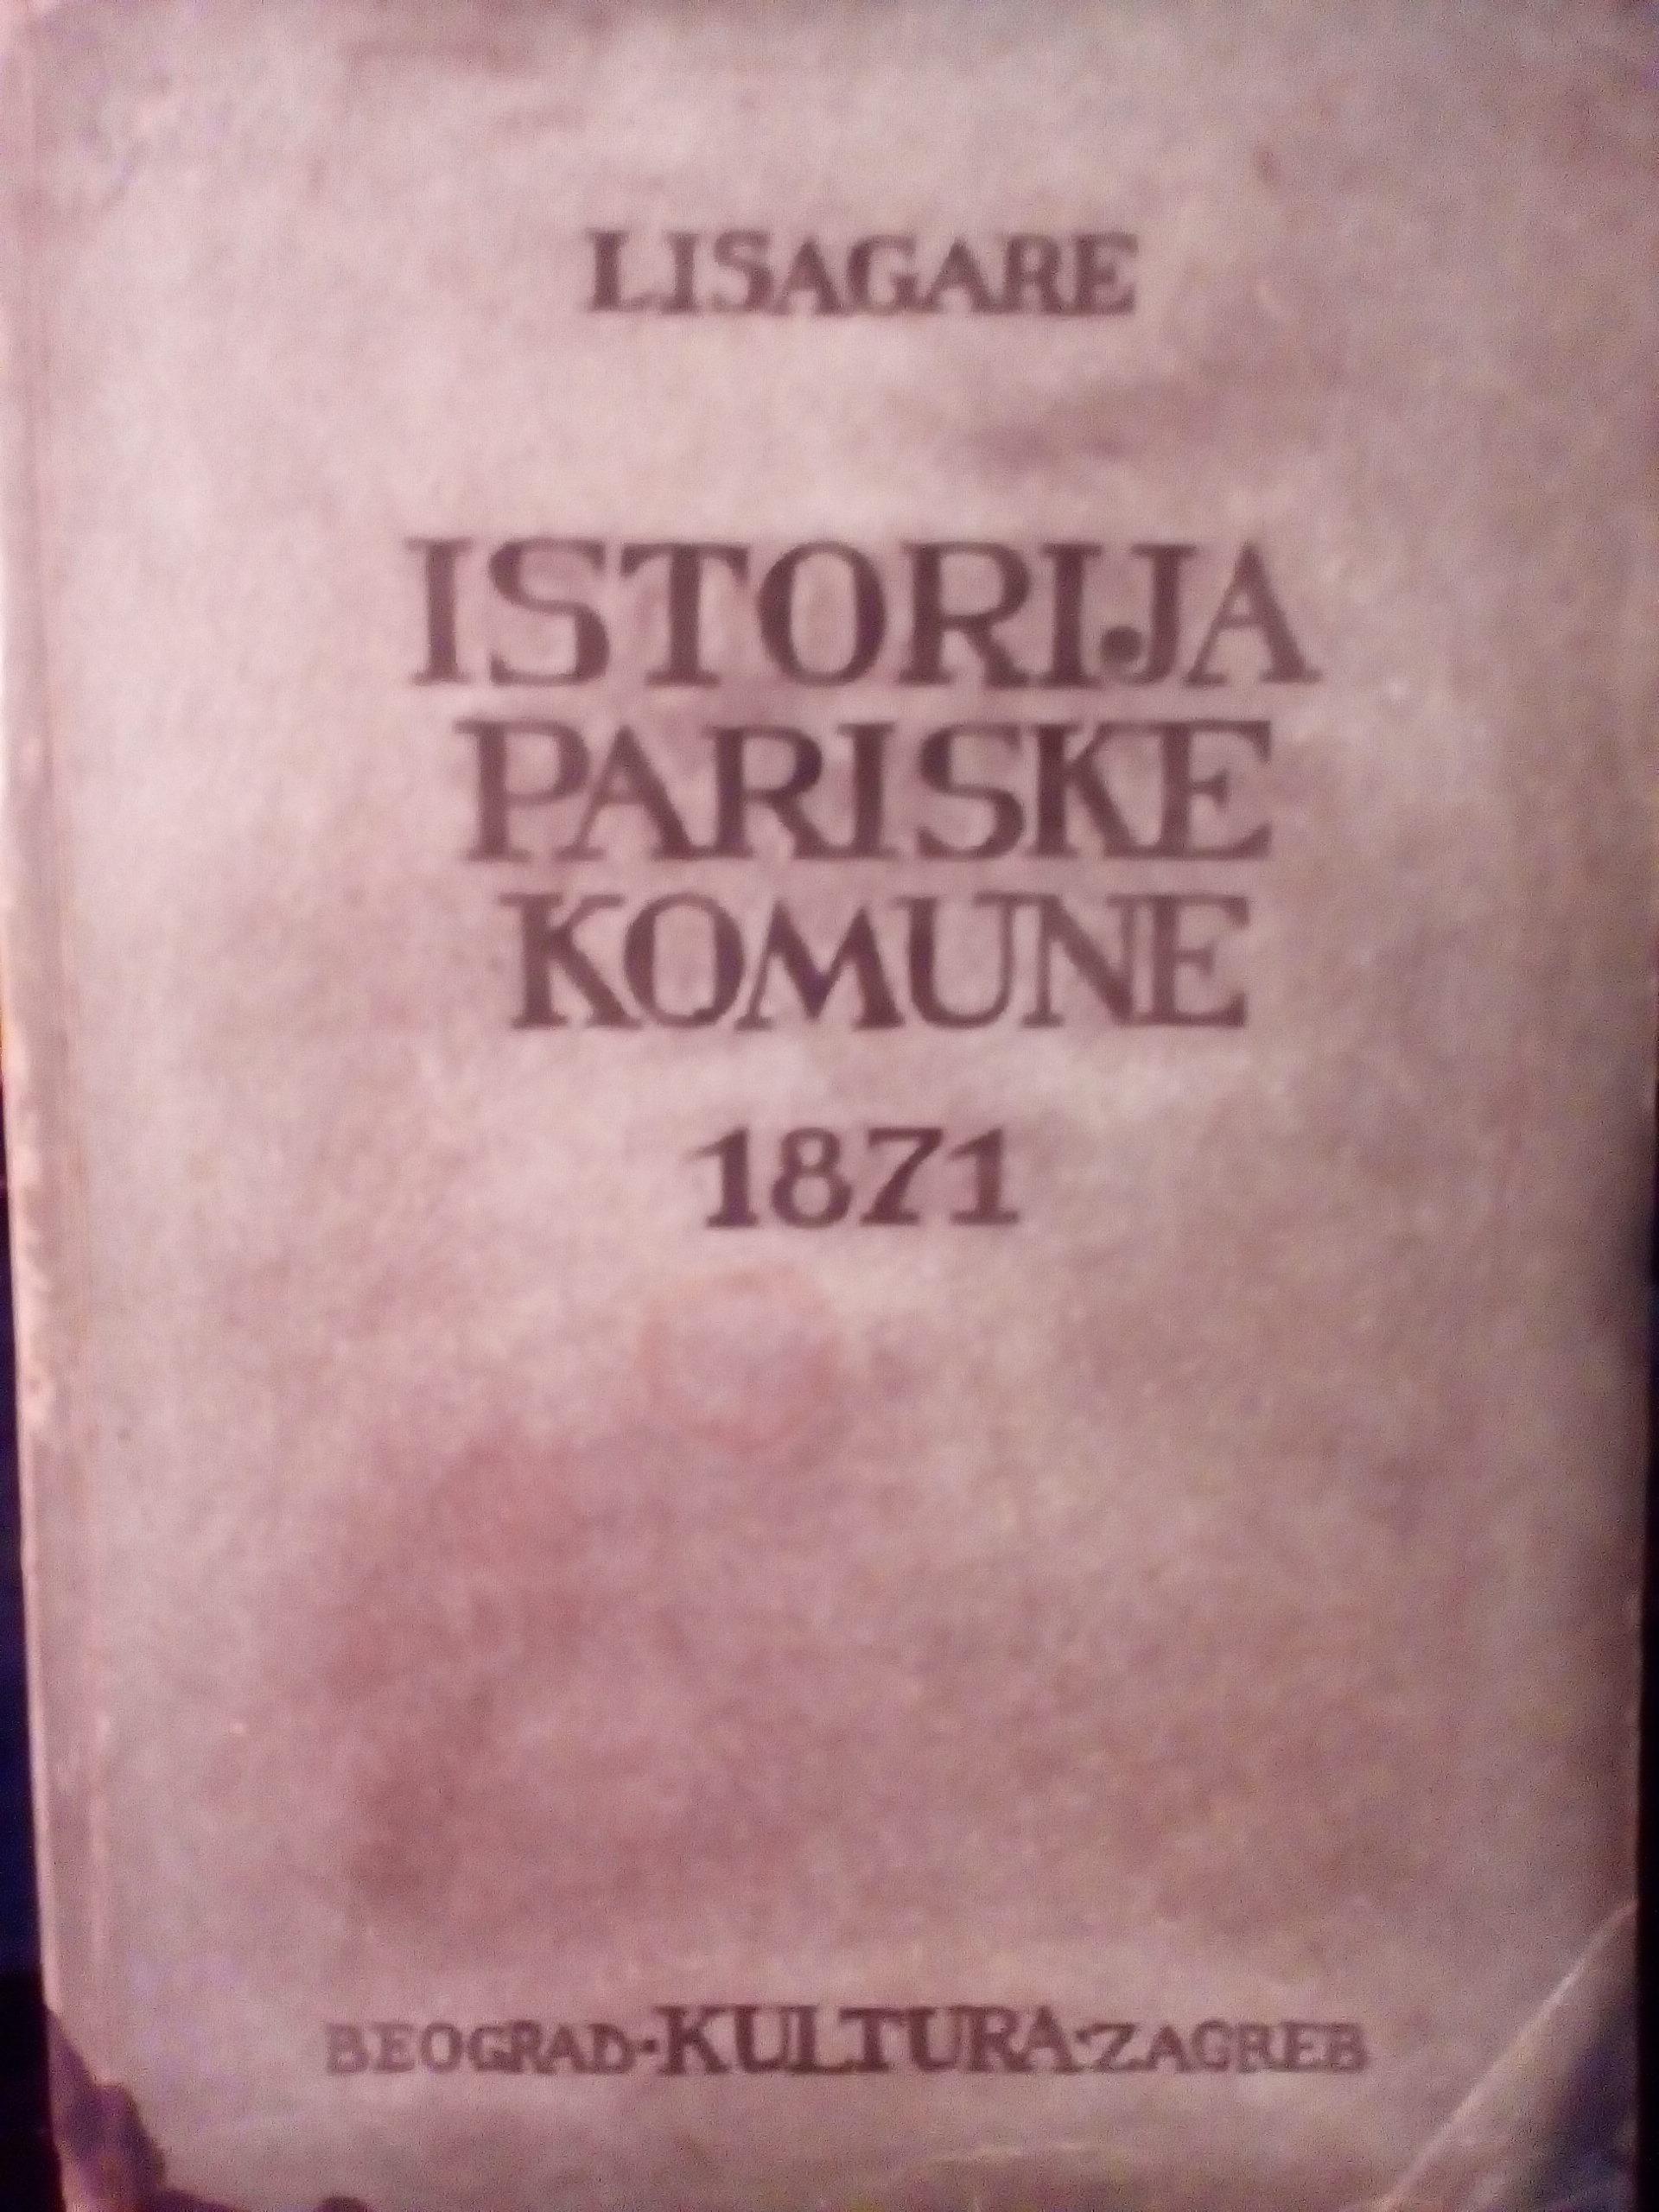 LISAGARE
ISTORIJA
PARISKE
KOMUNE
1871
BEOGRAD-KULTURA-ZAGREB